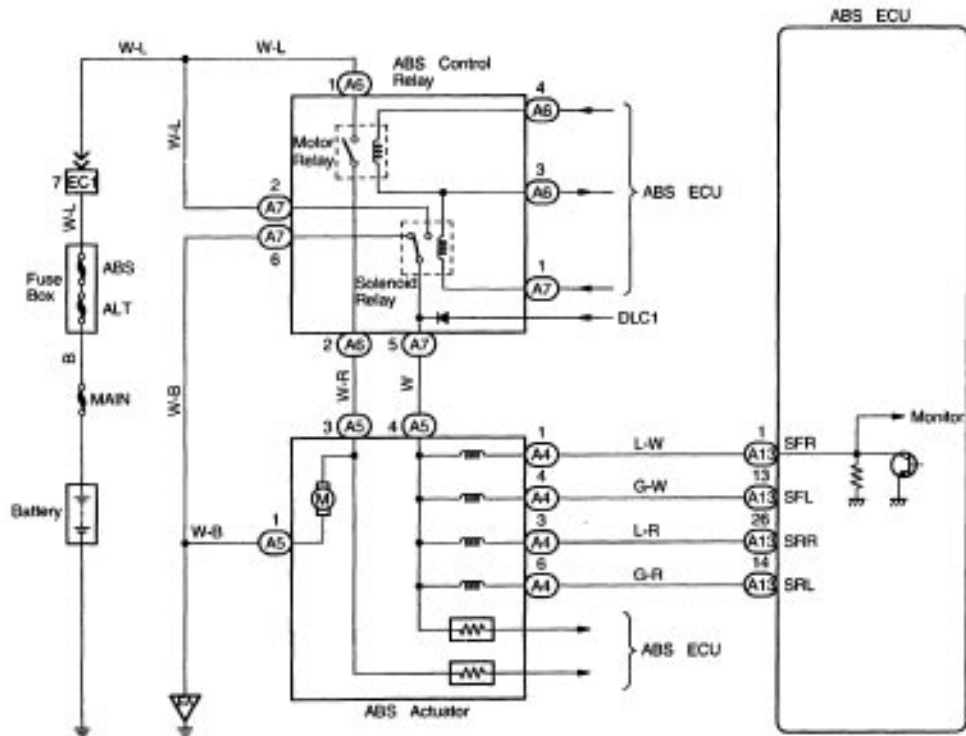 ABS ECU
W-L
W-L
ABS Control
Relay
1 A6
4
A6
W-L
Motor
Relay
7 EC1
3
A6
ABS ECU
2
A7
W-L
A7
6
1
A7
Fuse
Box
ABS
ALT
Solenoid
Relay
DLC1
2 A6
5 A7
B
W-B
W-R
W
MAIN
Monitor
3 A5
4 A5
1
A4
L-W
1
A13
SFR
4
A4
G-W
13
A13
SFL
Battery
M
1
A5
W-B
3
A4
L-R
26
A13
SRR
6
A4
G-R
14
A13
SRL
ABS ECU
ABS Actuator